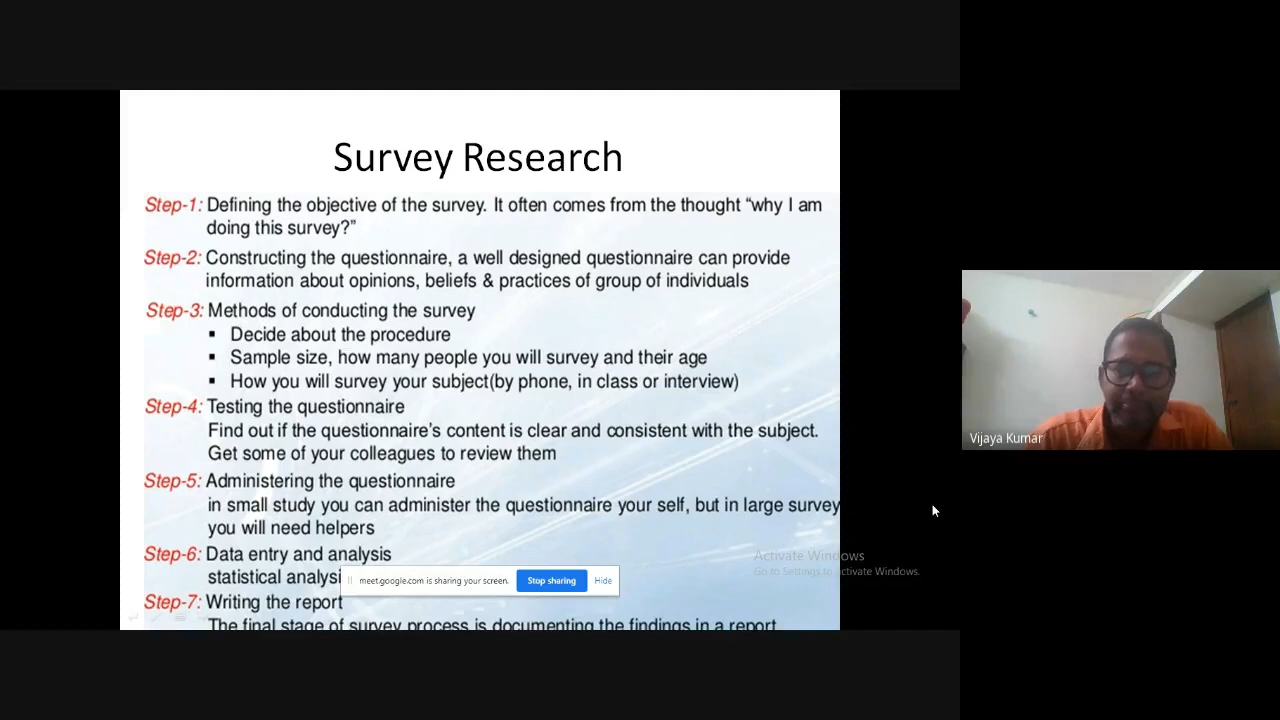 Survey Research
Step-1: Defining the objective of the survey. It often comes from the thought “why I am
doing this survey?”
Step-2: Constructing the questionnaire, a well designed questionnaire can provide
information about opinions, beliefs & practices of group of individuals
Step-3: Methods of conducting the survey
▪ Decide about the procedure
▪ Sample size, how many people you will survey and their age
▪ How you will survey your subject(by phone, in class or interview)
Step-4: Testing the questionnaire
Find out if the questionnaire’s content is clear and consistent with the subject.
Get some of your colleagues to review them
Step-5: Administering the questionnaire
in small study you can administer the questionnaire your self, but in large survey
you will need helpers
Step-6: Data entry and analysis
statistical
meet.google.com is sharing your screen. Stop sharing Hide
Step-7: Writing the report
The final stage of survey process is documenting the findings in a report
Vijaya Kumar
Activate Windows
Go to Settings to activate Windows.